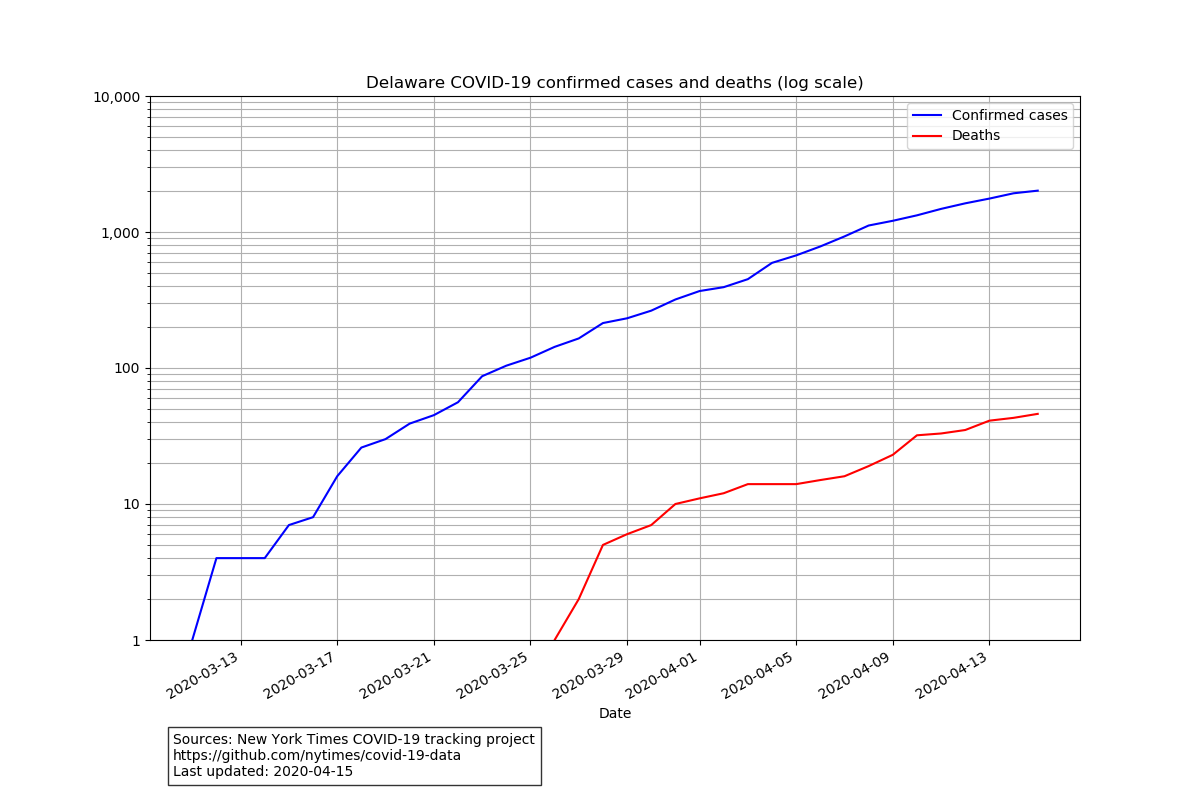 Delaware COVID-19 confirmed cases and deaths (log scale)
10,000
1,000
100
10
1
Confirmed cases
Deaths
2020-03-13
2020-03-17
2020-03-21
2020-03-25
2020-03-29
2020-04-01
2020-04-05
2020-04-09
2020-04-13
Date
Sources: New York Times COVID-19 tracking project
https://github.com/nytimes/covid-19-data
Last updated: 2020-04-15